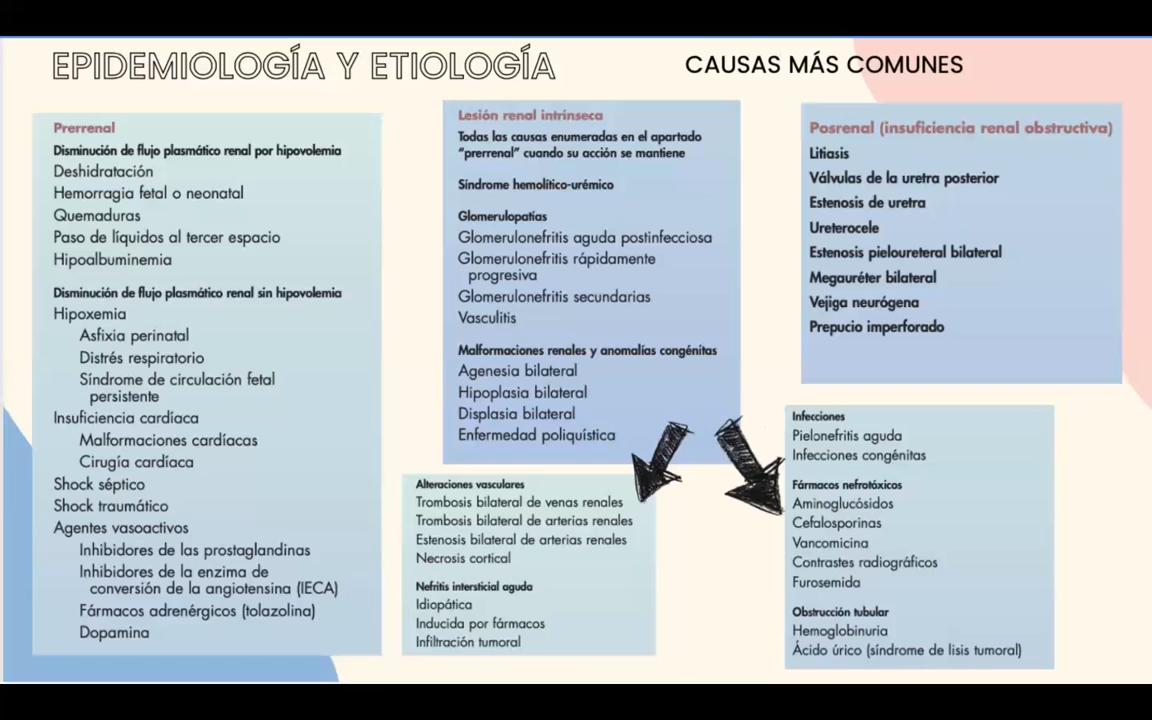 EPIDEMIOLOGÍA Y ETIOLOGÍA
CAUSAS MÁS COMUNES
Prerrenal
Disminución de flujo plasmático renal por hipovolemia
Deshidratación
Hemorragia fetal o neonatal
Quemaduras
Paso de líquidos al tercer espacio
Hipoalbuminemia
Disminución de flujo plasmático renal sin hipovolemia
Hipoxemia
Asfixia perinatal
Distrés respiratorio
Síndrome de circulación fetal
persistente
Insuficiencia cardíaca
Malformaciones cardíacas
Cirugía cardíaca
Shock séptico
Shock traumático
Agentes vasoactivos
Inhibidores de las prostaglandinas
Inhibidores de la enzima de
conversión de la angiotensina (IECA)
Fármacos adrenérgicos (tolazolina)
Dopamina
Lesión renal intrínseca
Todas las causas enumeradas en el apartado
“prerrenal” cuando su acción se mantiene
Síndrome hemolítico-urémico
Glomerulopatías
Glomerulonefritis aguda postinfecciosa
Glomerulonefritis rápidamente
progresiva
Glomerulonefritis secundarias
Vasculitis
Malformaciones renales y anomalías congénitas
Agenesia bilateral
Hipoplasia bilateral
Displasia bilateral
Enfermedad poliquística
Alteraciones vasculares
Trombosis bilateral de venas renales
Trombosis bilateral de arterias renales
Estenosis bilateral de arterias renales
Necrosis cortical
Nefritis intersticial aguda
Idiopática
Inducida por fármacos
Infiltración tumoral
Posrenal (insuficiencia renal obstructiva)
Litiasis
Válvulas de la uretra posterior
Estenosis de uretra
Ureterocele
Estenosis pieloureteral bilateral
Megauréter bilateral
Vejiga neurógena
Prepucio imperforado
Infecciones
Pielonefritis aguda
Infecciones congénitas
Fármacos nefrotóxicos
Aminoglucósidos
Cefalosporinas
Vancomicina
Contrastes radiográficos
Furosemida
Obstrucción tubular
Hemoglobinuria
Ácido úrico (síndrome de lisis tumoral)